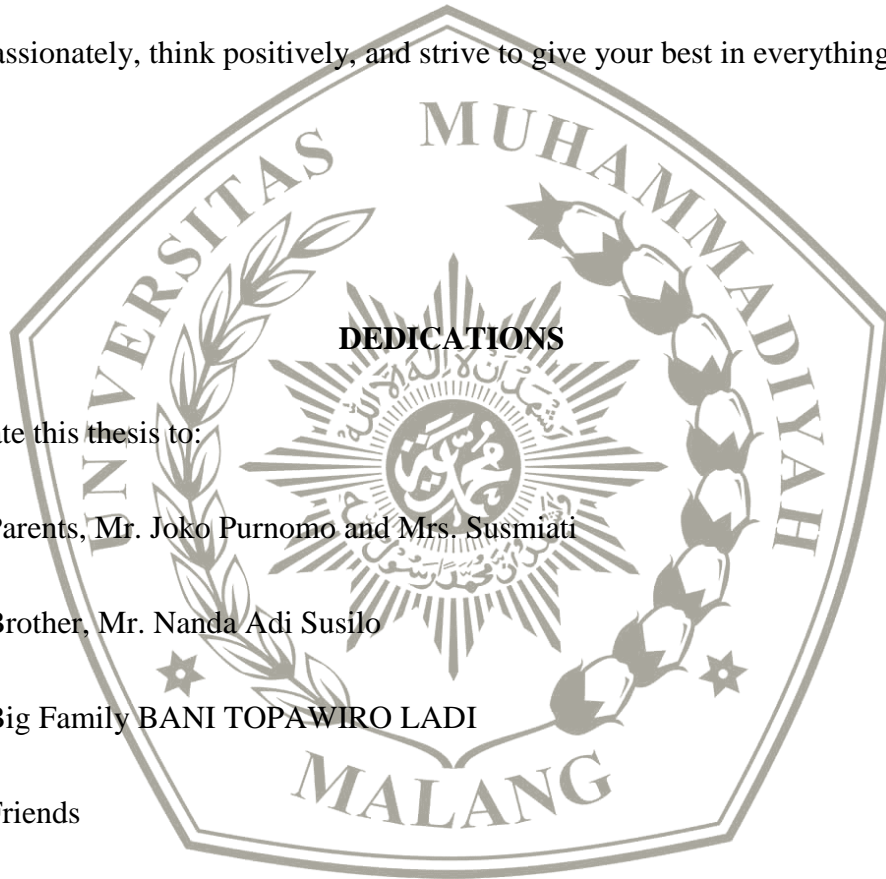 assionately, think positively, and strive to give your best in everything
UNIVERSITAS MUHAMMADIYAH
DEDICATIONS
ate this thesis to:
Parents, Mr. Joko Purnomo and Mrs. Susmiati
Brother, Mr. Nanda Adi Susilo
Big Family BANI TOPAWIRO LADI
MALANG
Friends